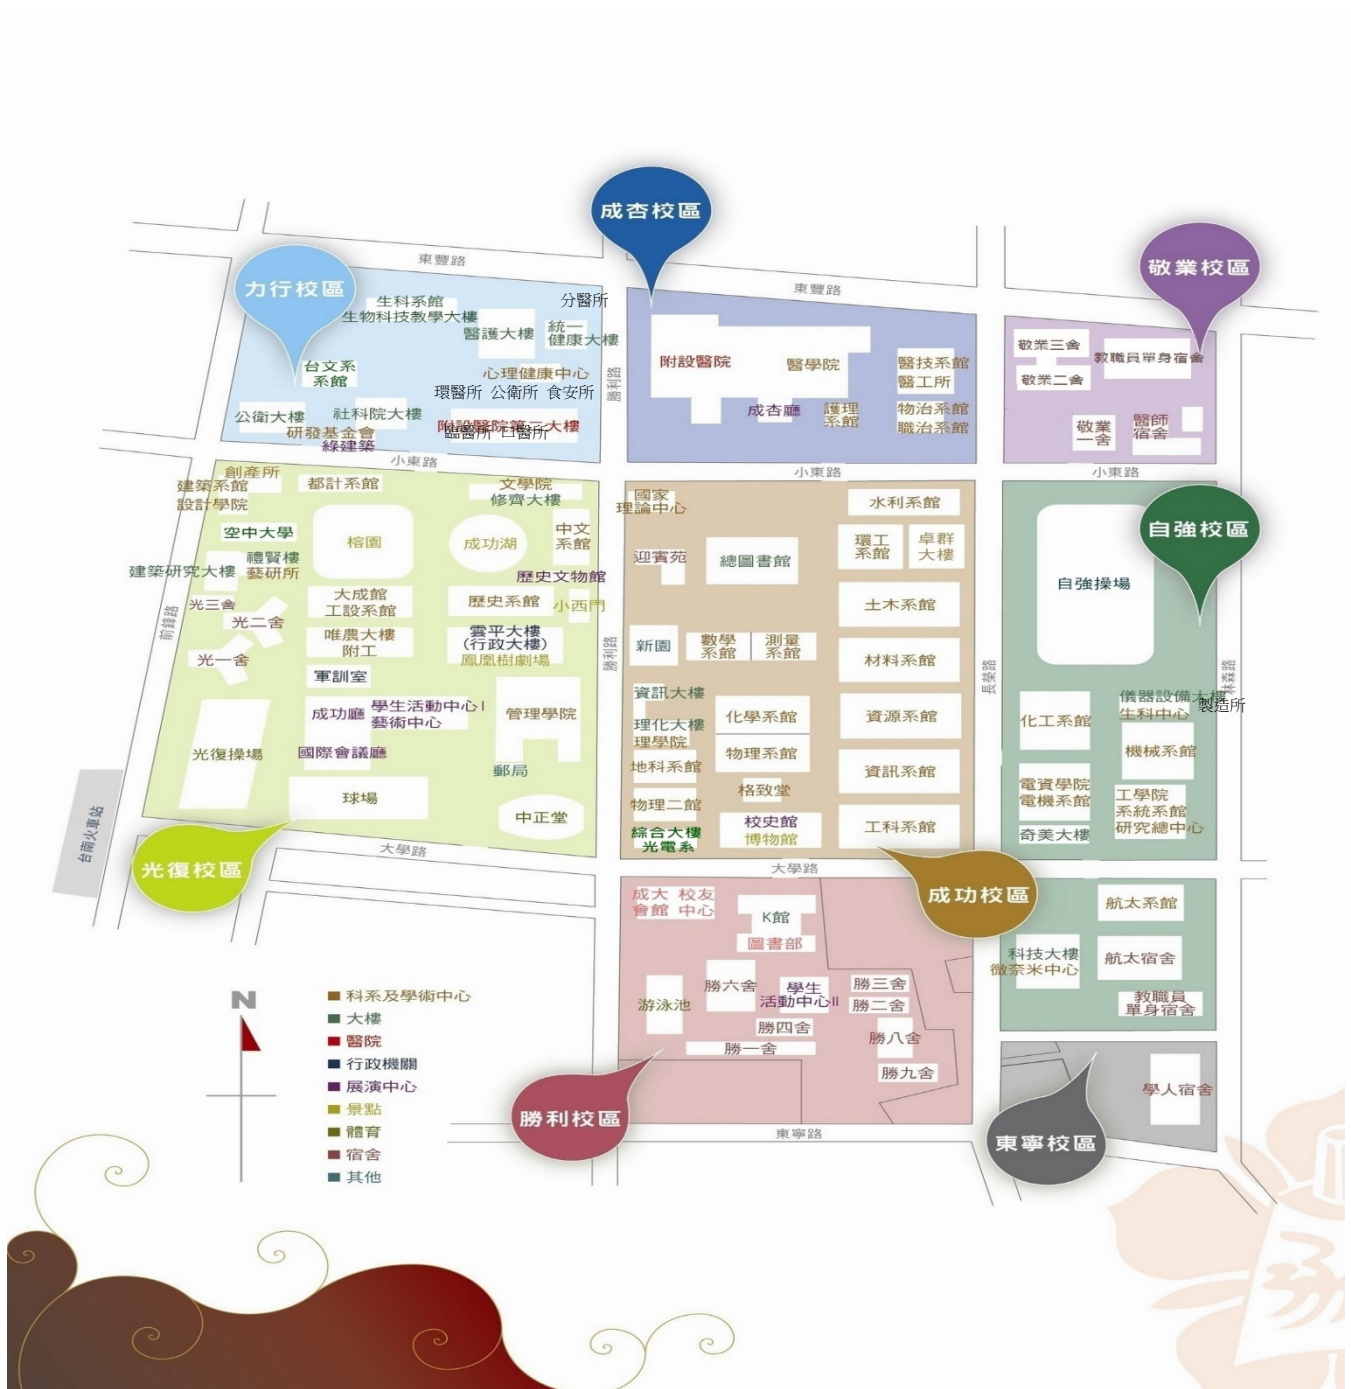 成杏校區
敬業校區
力行校區
東豐路
東豐路
生科系館
生物科技教學大樓
分醫所
醫護大樓
統一
健康大樓
台文系
系館
心理健康中心
環醫所 公衛所 食安所
公衛大樓
社科院大樓
研發基金會
綠建築
附設醫院第二大樓
臨醫所 口醫所
勝利路
附設醫院
醫學院
成杏廳
護理
系館
醫技系館
醫工所
物治系館
職治系館
敬業三舍
敬業二舍
教職員單身宿舍
敬業
一舍
醫師
宿舍
小東路
小東路
小東路
創產所
建築系館
設計學院
都計系館
文學院
修齊大樓
空中大學
榕園
成功湖
中文
系館
禮賢樓
藝研所
建築研究大樓
歷史文物館
大成館
工設系館
歷史系館
小西門
光三舍
光二舍
光一舍
唯農大樓
附工
雲平大樓
(行政大樓)
鳳凰樹劇場
軍訓室
成功廳
學生活動中心I
藝術中心
管理學院
國際會議廳
郵局
光復操場
球場
中正堂
前鋒路
勝利路
台南火車站
光復校區
大學路
國家
理論中心
水利系館
迎賓苑
總圖書館
環工
系館
卓群
大樓
土木系館
新園
數學
系館
測量
系館
材料系館
資訊大樓
理化大樓
理學院
化學系館
資源系館
地科系館
物理系館
資訊系館
物理二館
格致堂
綜合大樓
光電系
校史館
博物館
工科系館
長榮路
大學路
成功校區
自強校區
自強操場
林森路
儀器設備大樓
生科中心
製造所
化工系館
機械系館
電資學院
電機系館
工學院
系統系館
研究總中心
奇美大樓
航太系館
科技大樓
微奈米中心
航太宿舍
教職員
單身宿舍
成大
會館
校友
中心
K館
圖書部
游泳池
勝六舍
學生
活動中心II
勝三舍
勝二舍
勝四舍
勝八舍
勝一舍
勝九舍
勝利校區
東寧路
東寧校區
學人宿舍
N
科系及學術中心
大樓
醫院
行政機關
展演中心
景點
體育
宿舍
其他